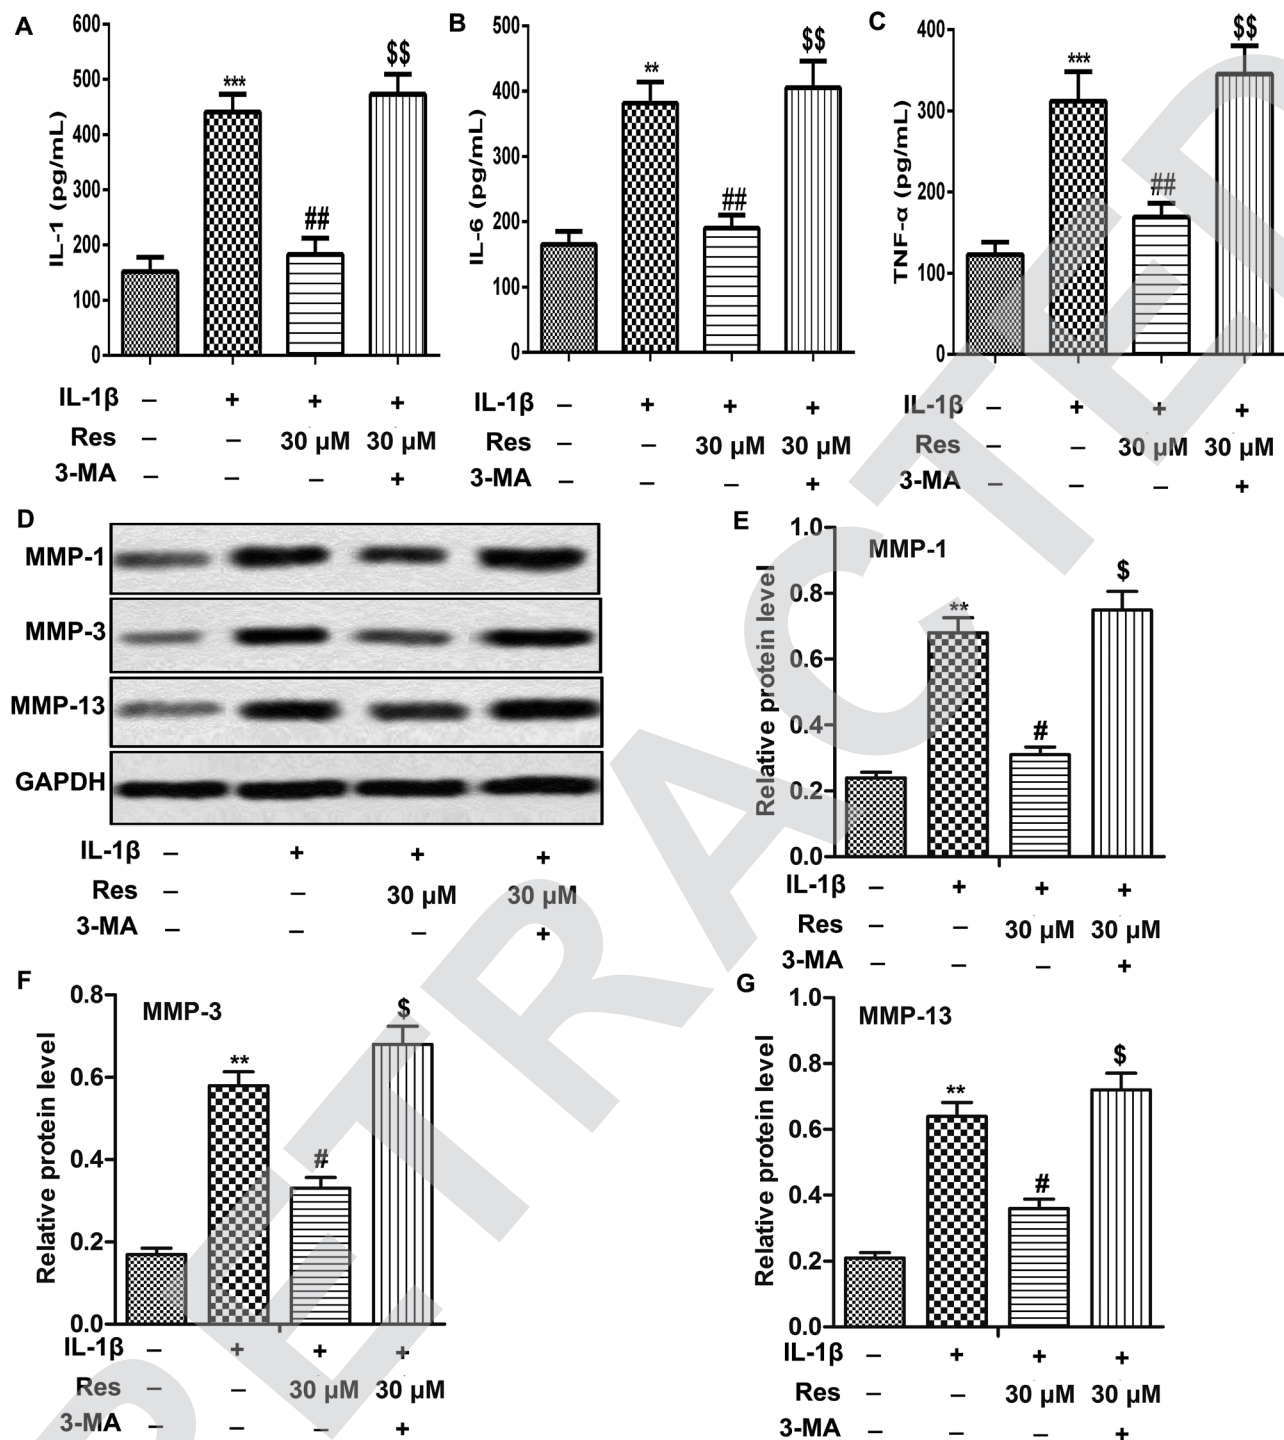 A
600
500
400
300
200
100
0
IL-1 (pg/mL)
***
##
$$
IL-1β – + + +
Res – – 30 μM 30 μM
3-MA – – – +
B
500
400
300
200
100
0
IL-6 (pg/mL)
**
##
$$
IL-1β – + + +
Res – – 30 μM 30 μM
3-MA – – – +
C
400
300
200
100
0
TNF-α (pg/mL)
***
##
$$
IL-1β – + + +
Res – – 30 μM 30 μM
3-MA – – – +
D
MMP-1
MMP-3
MMP-13
GAPDH
IL-1β – + + +
Res – – 30 μM 30 μM
3-MA – – – +
E
MMP-1
1.0
0.8
0.6
0.4
0.2
0.0
Relative protein level
**
#
$
IL-1β – + + +
Res – – 30 μM 30 μM
3-MA – – – +
F
MMP-3
0.8
0.6
0.4
0.2
0.0
Relative protein level
**
#
$
IL-1β – + + +
Res – – 30 μM 30 μM
3-MA – – – +
G
MMP-13
1.0
0.8
0.6
0.4
0.2
0.0
Relative protein level
**
#
$
IL-1β – + + +
Res – – 30 μM 30 μM
3-MA – – – +
RETRACTED